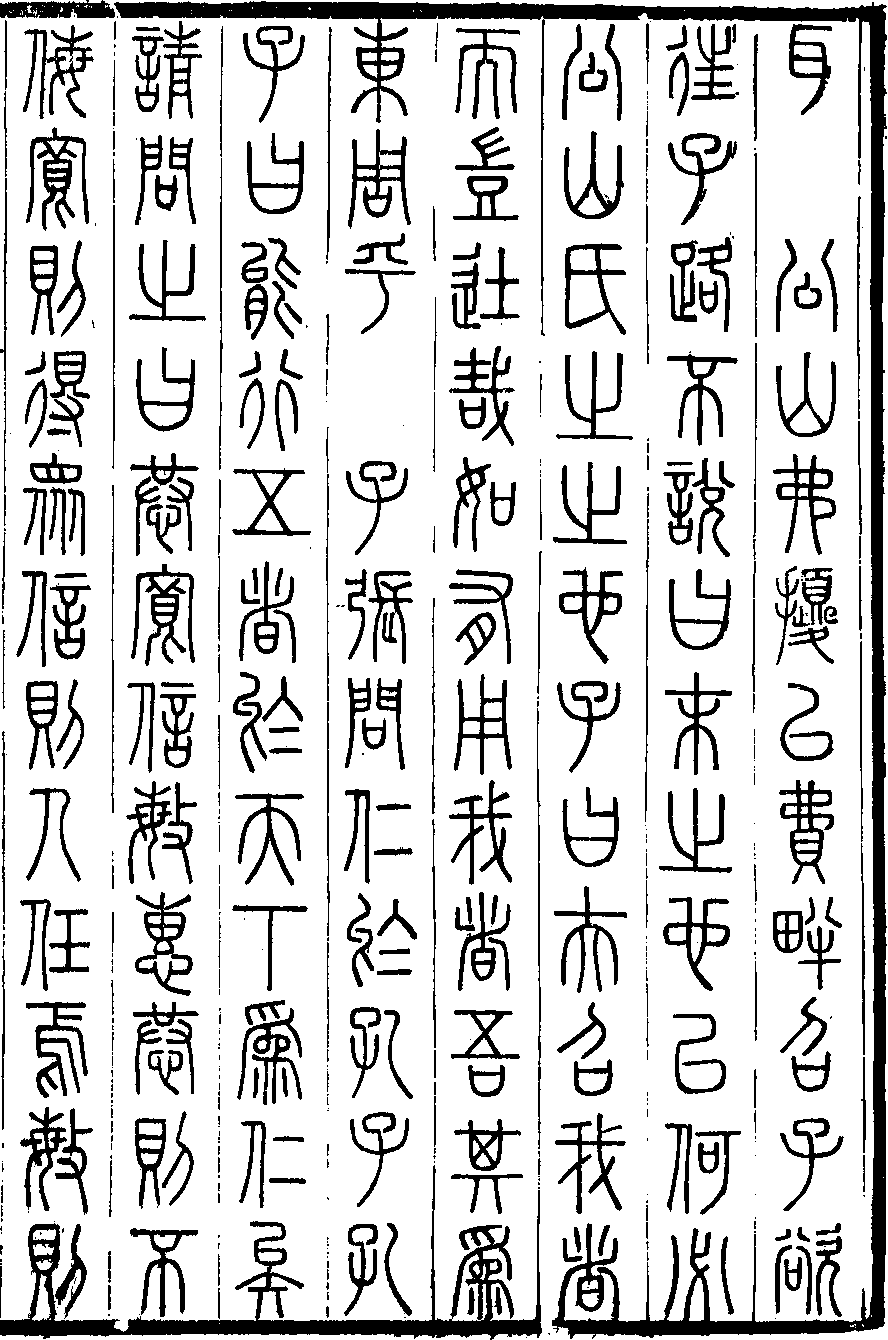 耳　公山弗擾以費畔召子欲
往子路不說曰末之也已何必
公山氏之之也子曰夫召我者
而豈徒哉如有用我者吾其為
東周乎　子張問仁於孔子孔
子曰能行五者於天下為仁矣
請問之曰恭寬信敏惠恭則不
侮寬則得眾信則人任焉敏則